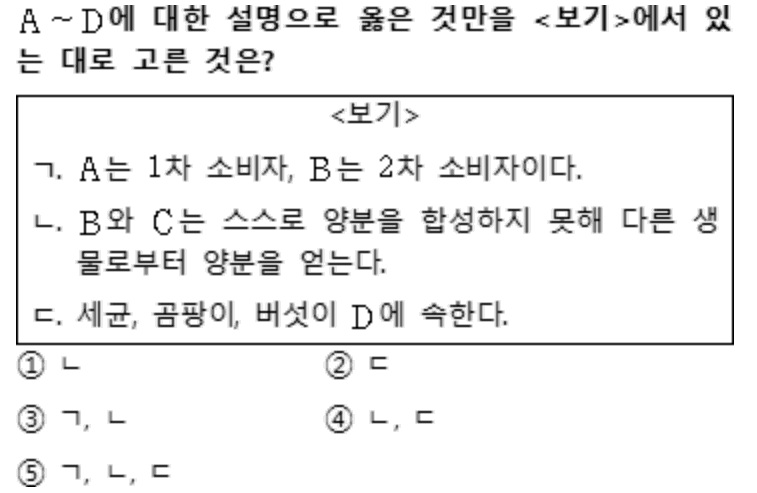 A ~ D에 대한 설명으로 옳은 것만을 <보기>에서 있
는 대로 고른 것은?
<보기>
ㄱ. A는 1차 소비자, B는 2차 소비자이다.
ㄴ. B와 C는 스스로 양분을 합성하지 못해 다른 생
물로부터 양분을 얻는다.
ㄷ. 세균, 곰팡이, 버섯이 D에 속한다.
① ㄴ ② ㄷ
③ ㄱ, ㄴ ④ ㄴ, ㄷ
⑤ ㄱ, ㄴ, ㄷ